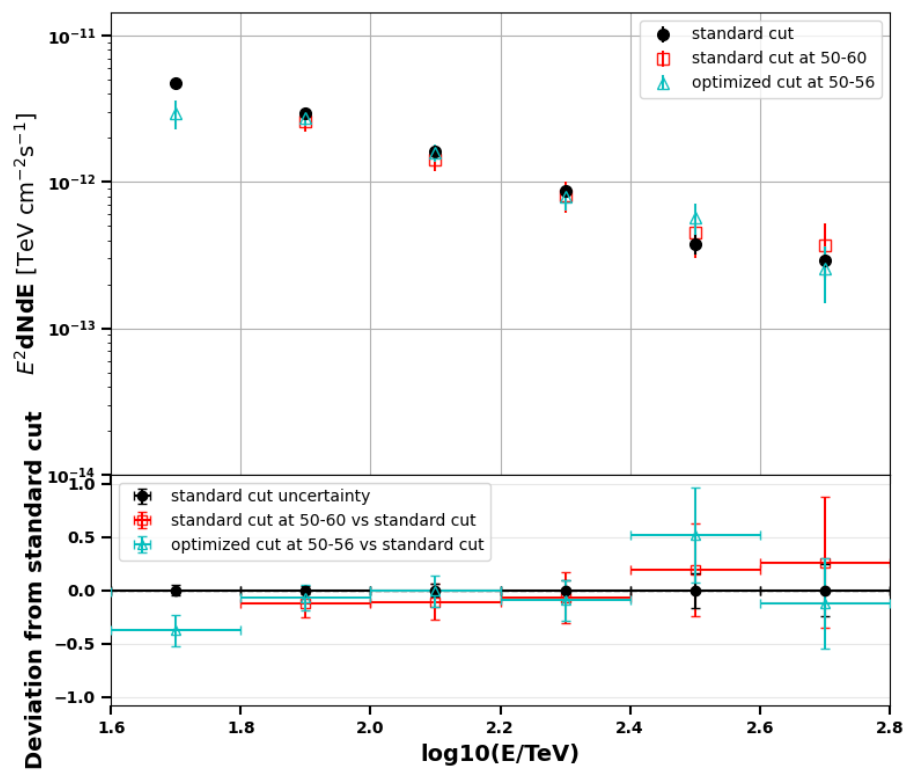 10⁻¹¹
10⁻¹²
10⁻¹³
10⁻¹⁴
E²dNdE [TeV cm⁻²s⁻¹]
standard cut
standard cut at 50-60
optimized cut at 50-56
1.0
0.5
0.0
−0.5
−1.0
Deviation from standard cut
standard cut uncertainty
standard cut at 50-60 vs standard cut
optimized cut at 50-56 vs standard cut
1.6 1.8 2.0 2.2 2.4 2.6 2.8
log10(E/TeV)